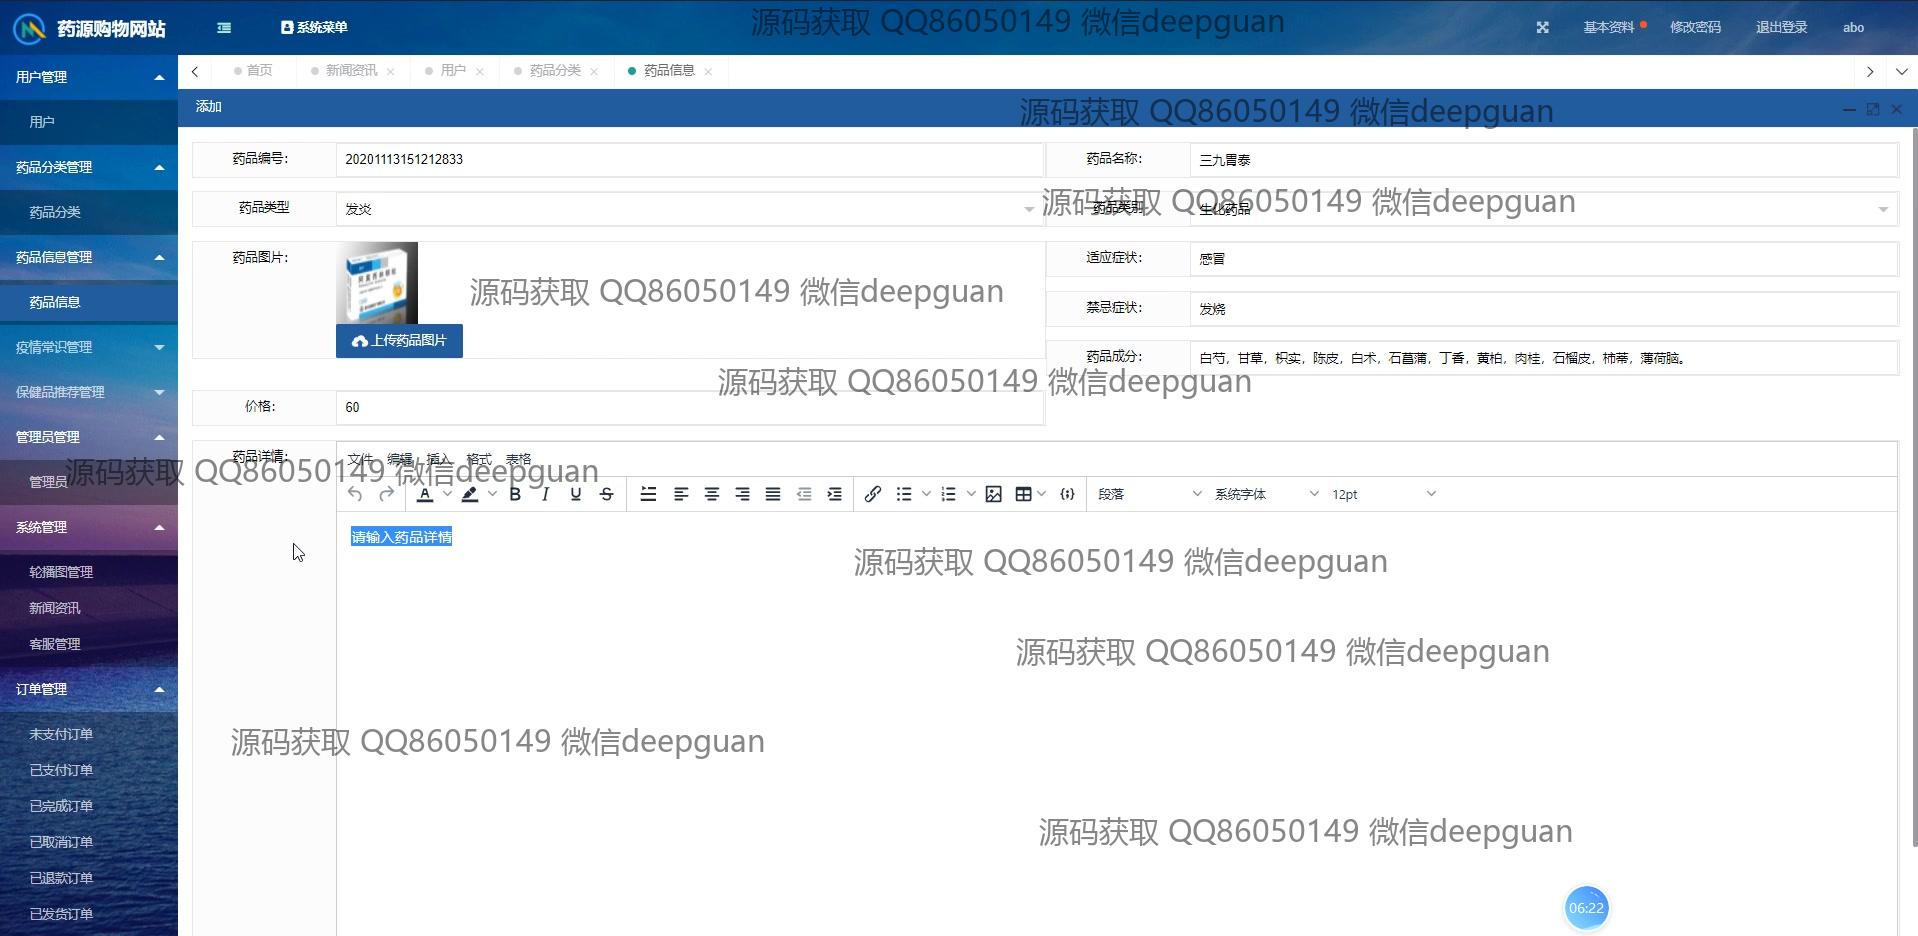 药源购物网站
系统菜单
源码获取 QQ86050149 微信deepguan
基本资料
修改密码
退出登录
abo
用户管理
用户
药品分类管理
药品分类
药品信息管理
药品信息
疫情常识管理
保健品推荐管理
管理员管理
管理员
系统管理
轮播图管理
新闻资讯
客服管理
订单管理
未支付订单
已支付订单
已完成订单
已取消订单
已退款订单
已发货订单
首页
新闻资讯
用户
药品分类
药品信息
添加
源码获取 QQ86050149 微信deepguan
药品编号:
20201113151212833
药品名称:
三九胃泰
药品类型
发炎
药品类别
生化药品
源码获取 QQ86050149 微信deepguan
药品图片:
上传药品图片
源码获取 QQ86050149 微信deepguan
适应症状:
感冒
禁忌症状:
发烧
药品成分:
白芍，甘草，枳实，陈皮，白术，石菖蒲，丁香，黄柏，肉桂，石榴皮，柿蒂，薄荷脑。
源码获取 QQ86050149 微信deepguan
价格:
60
药品详情:
文件 编辑 插入 格式 表格
源码获取 QQ86050149 微信deepguan
段落
系统字体
12pt
请输入药品详情
源码获取 QQ86050149 微信deepguan
源码获取 QQ86050149 微信deepguan
源码获取 QQ86050149 微信deepguan
源码获取 QQ86050149 微信deepguan
06:22